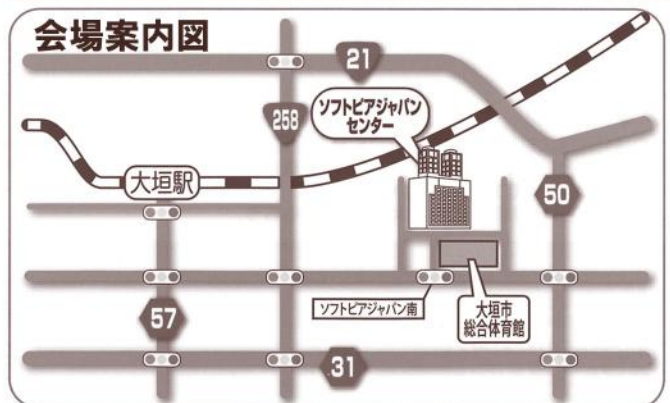 会場案内図
21
258
ソフトピアジャパン
センター
大垣駅
50
57
ソフトピアジャパン南
大垣市
総合体育館
31